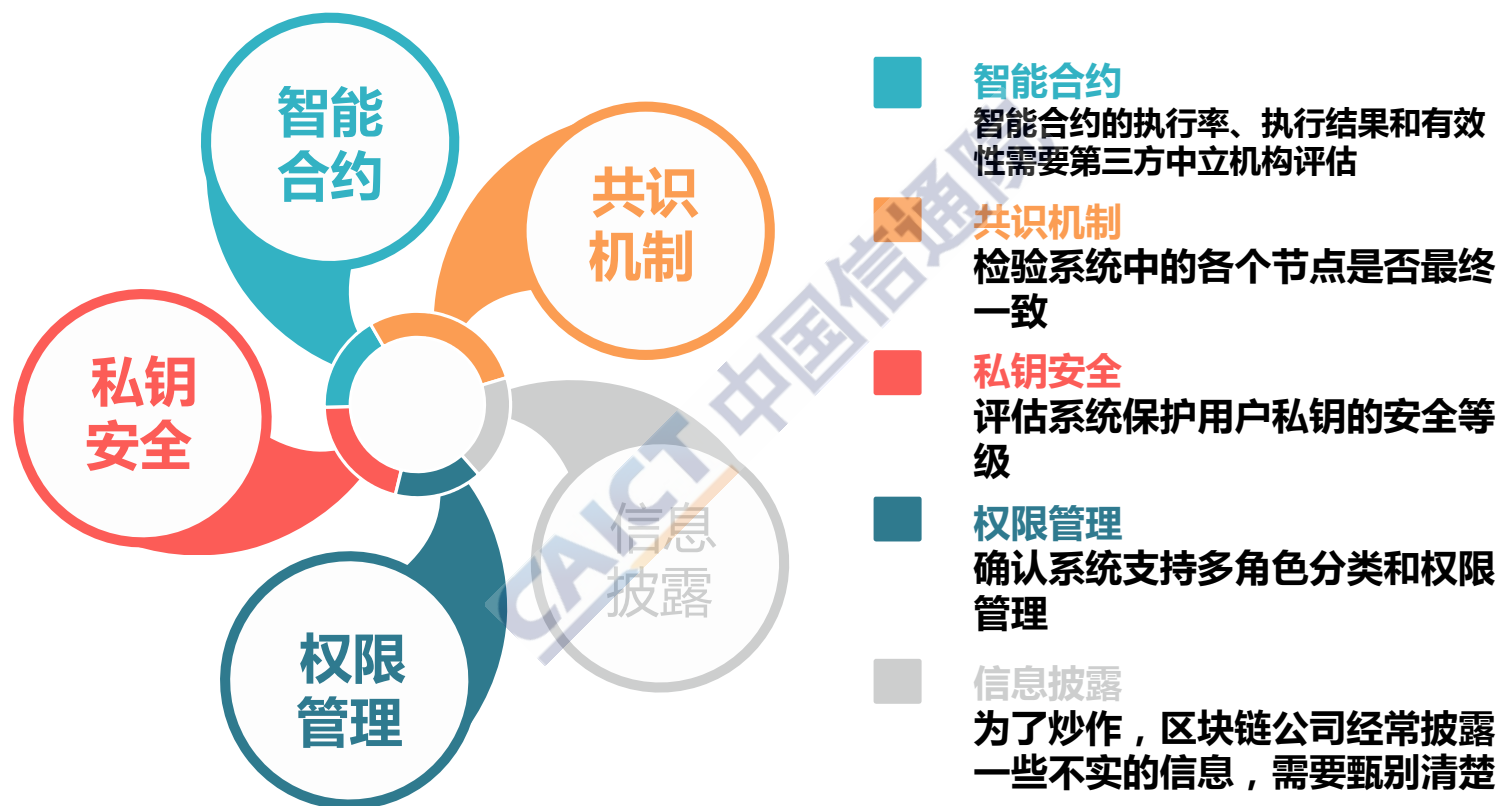 智能
合约
共识
机制
私钥
安全
信息
披露
权限
管理
智能合约
智能合约的执行率、执行结果和有效
性需要第三方中立机构评估
共识机制
检验系统中的各个节点是否最终
一致
私钥安全
评估系统保护用户私钥的安全等
级
权限管理
确认系统支持多角色分类和权限
管理
信息披露
为了炒作，区块链公司经常披露
一些不实的信息，需要甄别清楚
CAICT 中国信通院